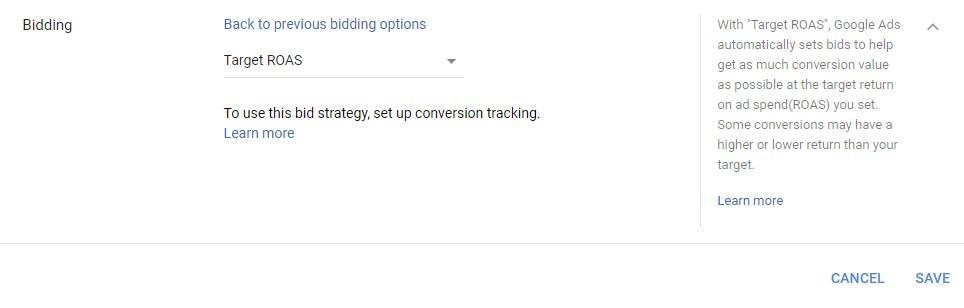 Bidding
Back to previous bidding options
Target ROAS
To use this bid strategy, set up conversion tracking.
Learn more
With "Target ROAS", Google Ads
automatically sets bids to help
get as much conversion value
as possible at the target return
on ad spend(ROAS) you set.
Some conversions may have a
higher or lower return than your
target.
Learn more
CANCEL
SAVE